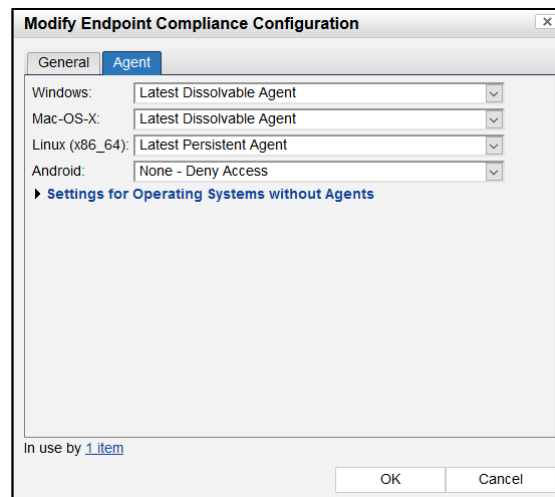 Modify Endpoint Compliance Configuration
General Agent
Windows: Latest Dissolvable Agent
Mac-OS-X: Latest Dissolvable Agent
Linux (x86_64): Latest Persistent Agent
Android: None - Deny Access
Settings for Operating Systems without Agents
In use by 1 item
OK Cancel